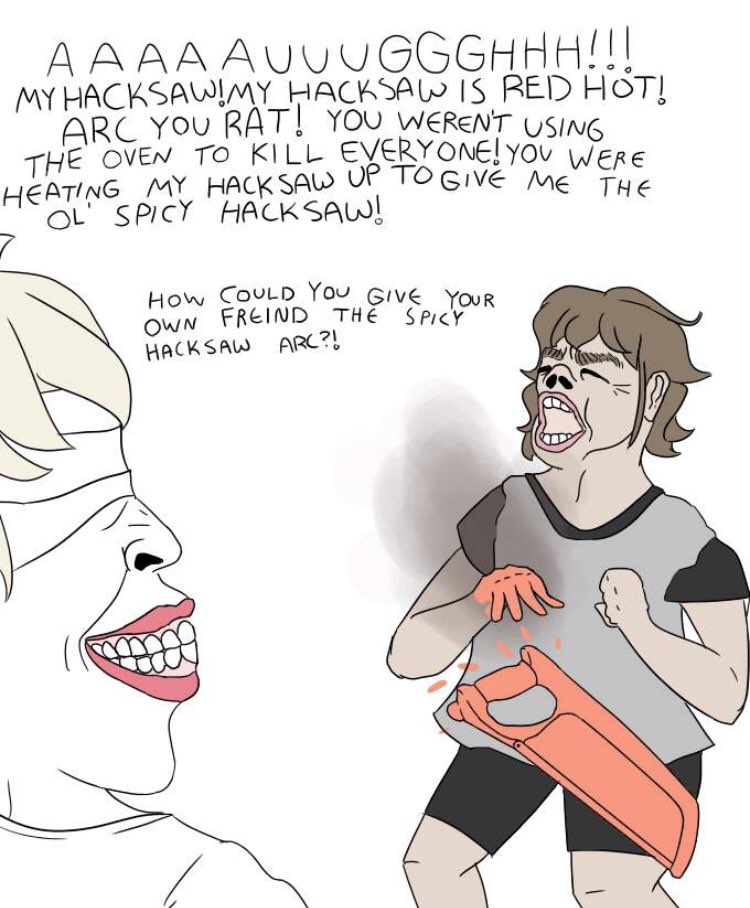 AAAAAUUUGGGHHH!!!
MY HACKSAW! MY HACKSAW IS RED HOT!
ARC YOU RAT! YOU WEREN'T USING
THE OVEN TO KILL EVERYONE! YOU WERE
HEATING MY HACKSAW UP TO GIVE ME THE
OL' SPICY HACKSAW!
HOW COULD YOU GIVE YOUR
OWN FREIND THE SPICY
HACKSAW ARC?!